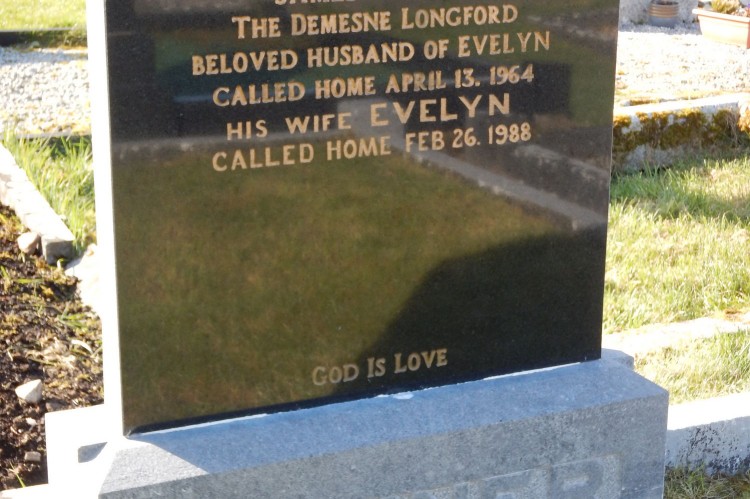 The Demesne Longford
Beloved husband of Evelyn
Called home April 13. 1964
His wife Evelyn
Called home Feb 26. 1988
God Is Love